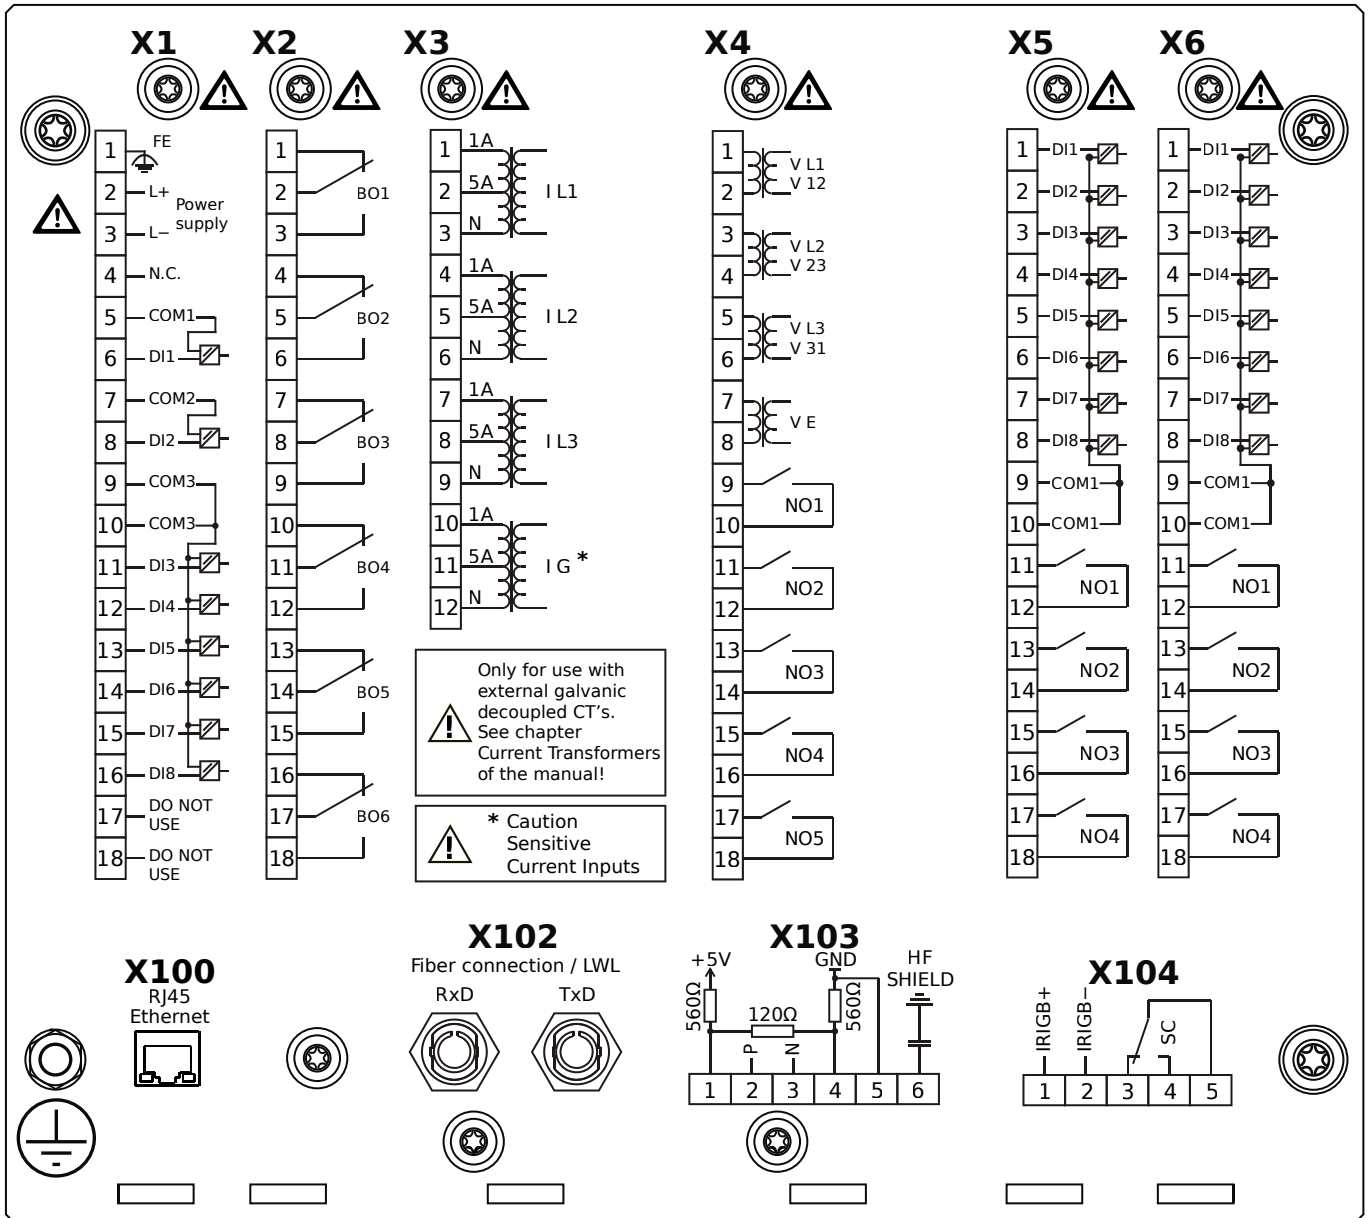 X1
X2
X3
X4
X5
X6
1
FE
2
L+
Power
supply
3
L−
4
N.C.
5
COM1
6
DI1
7
COM2
8
DI2
9
COM3
10
COM3
11
DI3
12
DI4
13
DI5
14
DI6
15
DI7
16
DI8
17
DO NOT
USE
18
DO NOT
USE
1
2
BO1
3
4
5
BO2
6
7
8
BO3
9
10
11
BO4
12
13
14
BO5
15
16
17
BO6
18
1
1A
2
5A
I L1
3
N
4
1A
5
5A
I L2
6
N
7
1A
8
5A
I L3
9
N
10
1A
11
5A
I G *
12
N
Only for use with
external galvanic
decoupled CT's.
See chapter
Current Transformers
of the manual!
* Caution
Sensitive
Current Inputs
1
V L1
V 12
2
3
V L2
V 23
4
5
V L3
V 31
6
7
V E
8
9
NO1
10
11
NO2
12
13
NO3
14
15
NO4
16
17
NO5
18
1
DI1
2
DI2
3
DI3
4
DI4
5
DI5
6
DI6
7
DI7
8
DI8
9
COM1
10
COM1
11
NO1
12
13
NO2
14
15
NO3
16
17
NO4
18
1
DI1
2
DI2
3
DI3
4
DI4
5
DI5
6
DI6
7
DI7
8
DI8
9
COM1
10
COM1
11
NO1
12
13
NO2
14
15
NO3
16
17
NO4
18
X100
RJ45
Ethernet
X102
Fiber connection / LWL
RxD
TxD
X103
+5V
GND
HF
SHIELD
560Ω
120Ω
560Ω
P
N
1 2 3 4 5 6
X104
IRIGB+
IRIGB−
SC
1 2 3 4 5